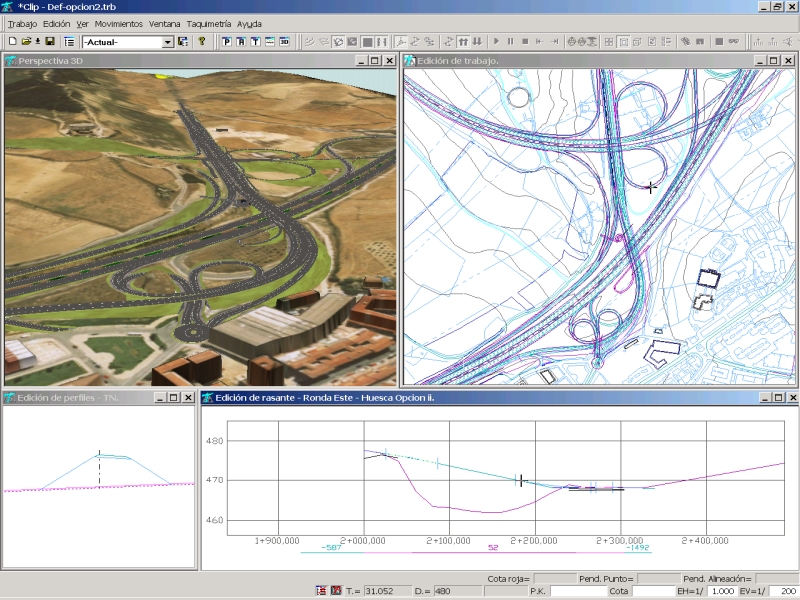 *Clip - Def-opcion2.trb
Trabajo Edición Ver Movimientos Ventana Taquimetría Ayuda
-Actual-
P A T 3D
Perspectiva 3D
Edición de trabajo.
Edición de perfiles - TN.
Edición de rasante - Ronda Este - Huesca Opcion ii.
480
470
460
1+900,000 2+000,000 2+100,000 2+200,000 2+300,000 2+400,000
-587 52 -1492
Cota roja= Pend. Punto= Pend. Alineación=
T.= 31.052 D.= 480 P.K. Cota EH=1/ 1.000 EV=1/ 200